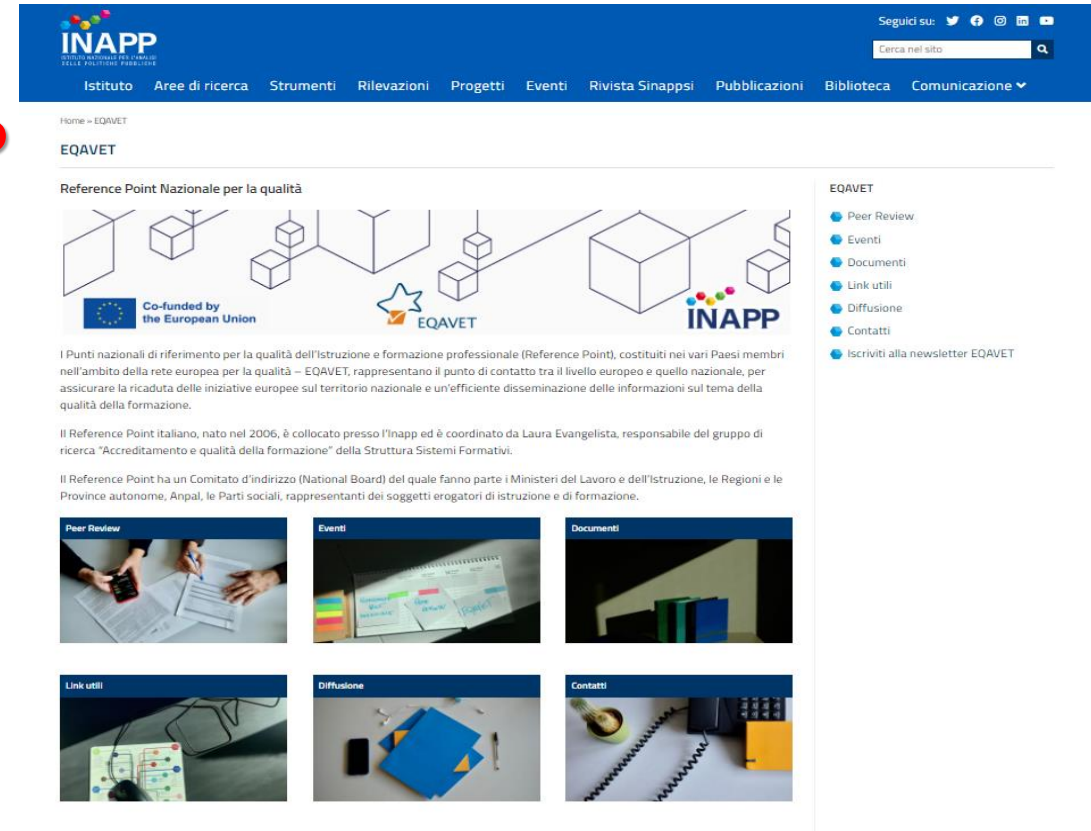 INAPP
ISTITUTO NAZIONALE PER L'ANALISI
DELLE POLITICHE PUBBLICHE
Seguici su:
Cerca nel sito
Istituto Aree di ricerca Strumenti Rilevazioni Progetti Eventi Rivista Sinappsi Pubblicazioni Biblioteca Comunicazione
Home » EQAVET
EQAVET
Reference Point Nazionale per la qualità
Co-funded by
the European Union
EQAVET
INAPP
I Punti nazionali di riferimento per la qualità dell'Istruzione e formazione professionale (Reference Point), costituiti nei vari Paesi membri
nell'ambito della rete europea per la qualità – EQAVET, rappresentano il punto di contatto tra il livello europeo e quello nazionale, per
assicurare la ricaduta delle iniziative europee sul territorio nazionale e un'efficiente disseminazione delle informazioni sul tema della
qualità della formazione.
Il Reference Point italiano, nato nel 2006, è collocato presso l'Inapp ed è coordinato da Laura Evangelista, responsabile del gruppo di
ricerca "Accreditamento e qualità della formazione" della Struttura Sistemi Formativi.
Il Reference Point ha un Comitato d'indirizzo (National Board) del quale fanno parte i Ministeri del Lavoro e dell'Istruzione, le Regioni e le
Province autonome, Anpal, le Parti sociali, rappresentanti dei soggetti erogatori di istruzione e di formazione.
Peer Review
Eventi
Documenti
EQAVET
Link utili
Diffusione
Contatti
EQAVET
Peer Review
Eventi
Documenti
Link utili
Diffusione
Contatti
Iscriviti alla newsletter EQAVET